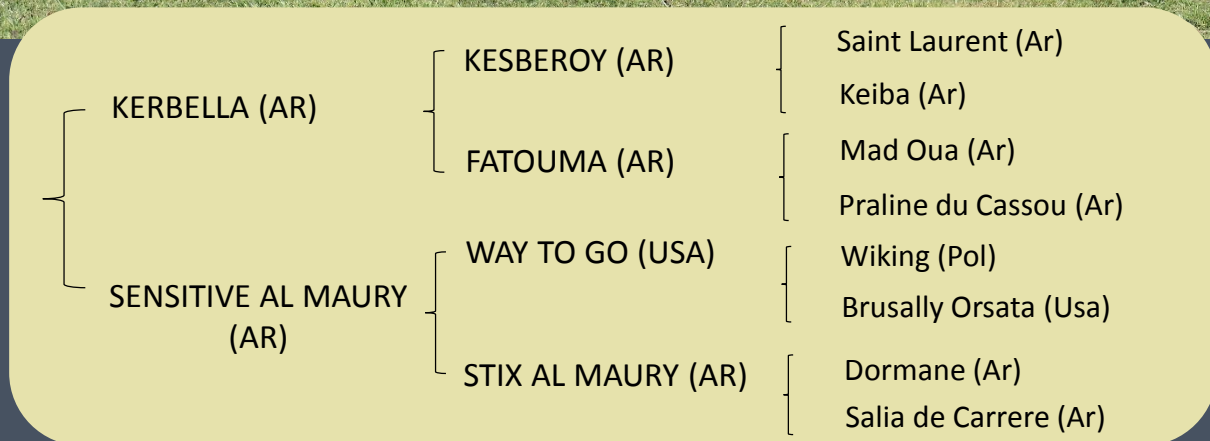 KERBELLA (AR)
KESBEROY (AR)
Saint Laurent (Ar)
Keiba (Ar)
FATOUMA (AR)
Mad Oua (Ar)
Praline du Cassou (Ar)
SENSITIVE AL MAURY
(AR)
WAY TO GO (USA)
Wiking (Pol)
Brusally Orsata (Usa)
STIX AL MAURY (AR)
Dormane (Ar)
Salia de Carrere (Ar)